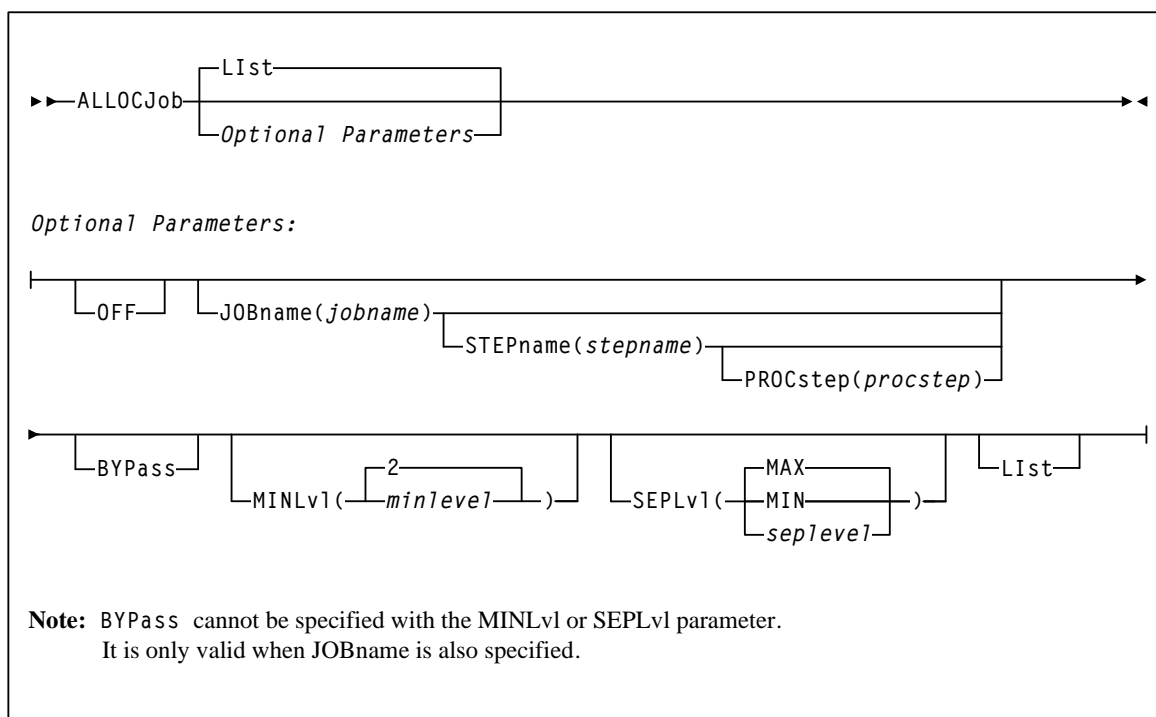 LIst
ALLOCJob
Optional Parameters
Optional Parameters:
OFF JOBname(jobname)
STEPname(stepname)
PROCstep(procstep)
BYPass MINLvl( 2 minlevel ) SEPLvl( MAX MIN seplevel ) LIst
Note: BYPass cannot be specified with the MINLvl or SEPLvl parameter.
It is only valid when JOBname is also specified.